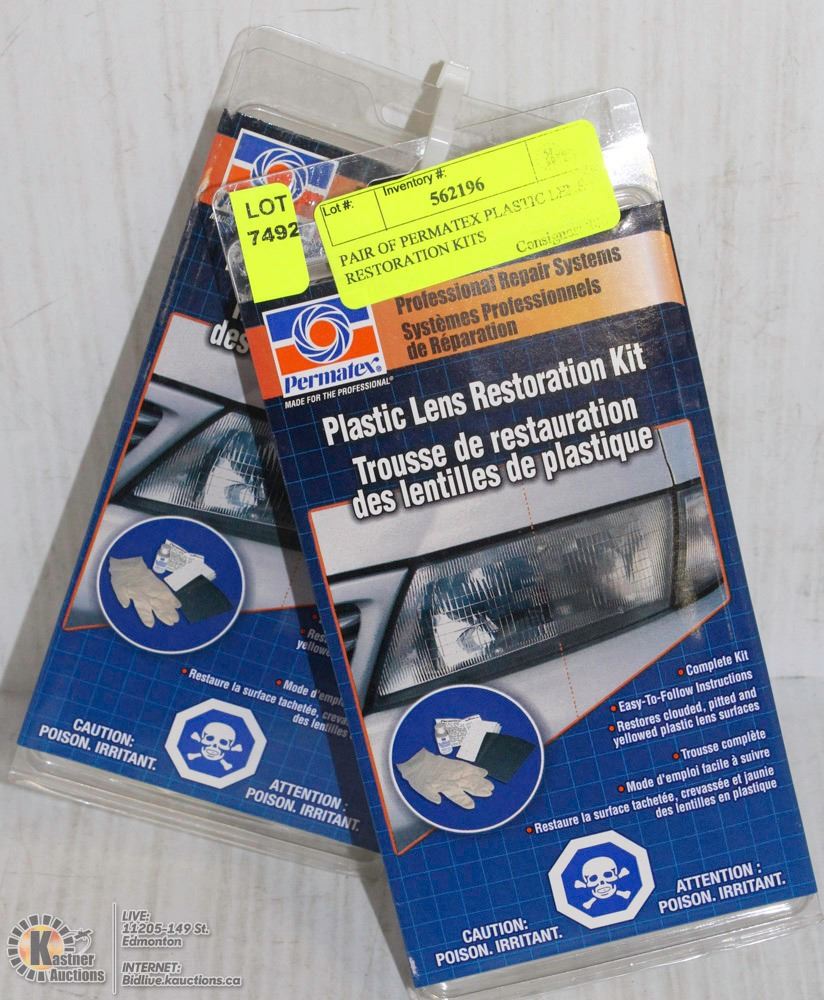 LOT
7492
Lot #:
Inventory #:
562196
PAIR OF PERMATEX PLASTIC
RESTORATION KITS
Professional Repair Systems
Systèmes Professionnels
de Réparation
Permatex®
MADE FOR THE PROFESSIONAL®
Plastic Lens Restoration Kit
Trousse de restauration
des lentilles de plastique
• Complete Kit
• Easy-To-Follow Instructions
• Restores clouded, pitted and
yellowed plastic lens surfaces
• Trousse complète
• Mode d'emploi facile à suivre
• Restaure la surface tachetée, crevassée et jaunie
des lentilles en plastique
CAUTION:
POISON. IRRITANT.
ATTENTION :
POISON. IRRITANT.
des
• Restaure la surface tachetée,
• Mode d'emploi
des lentilles
CAUTION:
POISON. IRRITANT.
ATTENTION :
POISON. IRRITANT.
Kastner
Auctions
LIVE:
11205-149 St.
Edmonton
INTERNET:
Bidlive.kauctions.ca